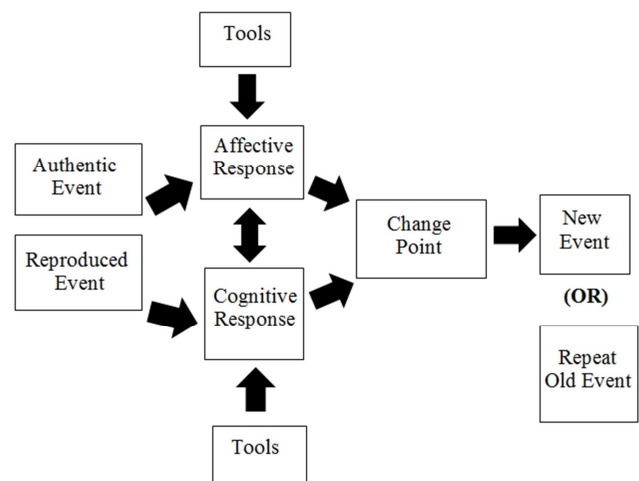 Tools
Affective
Response
Authentic
Event
Reproduced
Event
Cognitive
Response
Change
Point
New
Event
(OR)
Repeat
Old Event
Tools